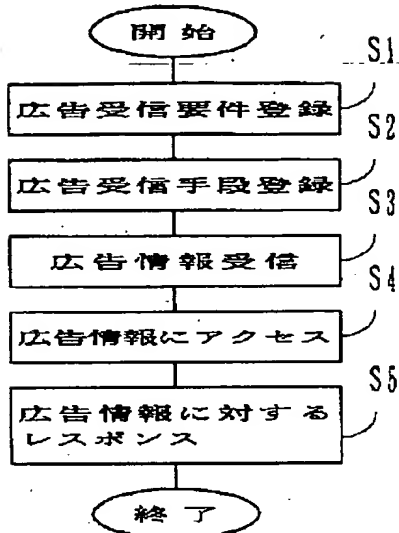 開始
S1
広告受信要件登録
S2
広告受信手段登録
S3
広告情報受信
S4
広告情報にアクセス
S5
広告情報に対する
レスポンス
終了